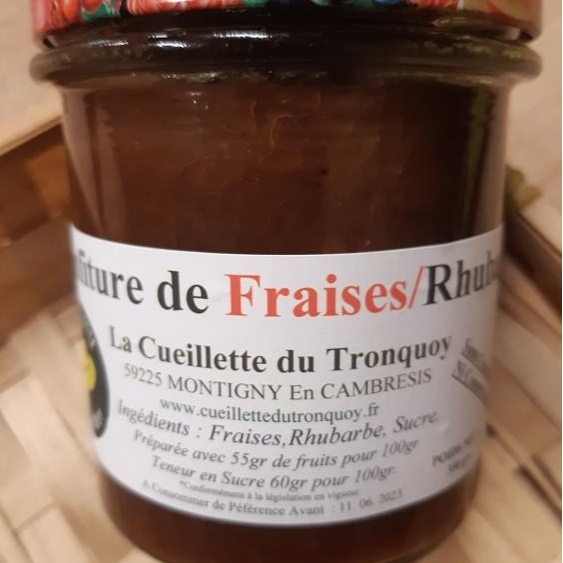 fiture de Fraises/Rhub
La Cueillette du Tronquoy
59225 MONTIGNY En CAMBRESIS
www.cueillettedutronquoy.fr
Ingédients : Fraises,Rhubarbe, Sucre.
Préparée avec 55gr de fruits pour 100gr
Teneur en Sucre 60gr pour 100gr.
*Conformément à la législation en vigueur
A Consommer de Péférence Avant : 11. 06. 2023